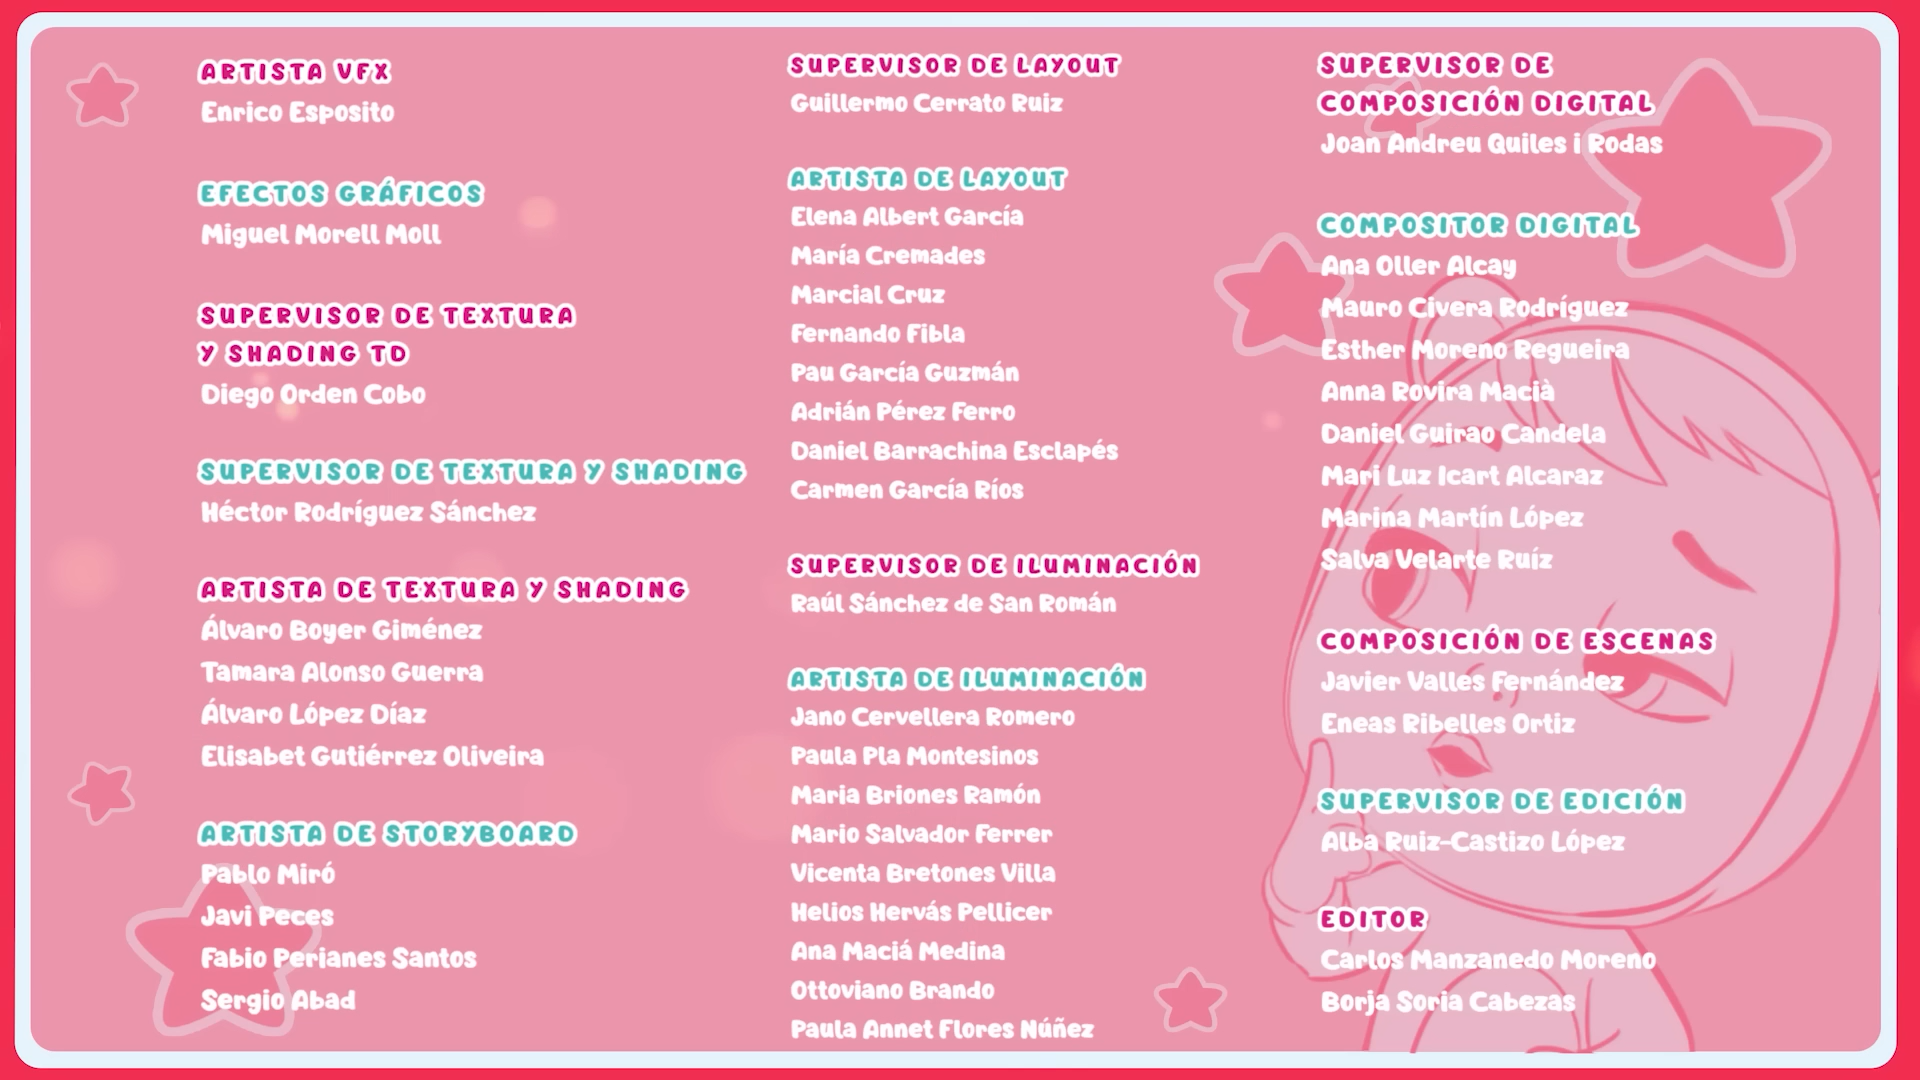 ARTISTA VFX
Enrico Esposito
EFECTOS GRÁFICOS
Miguel Morell Moll
SUPERVISOR DE TEXTURA
Y SHADING TD
Diego Orden Cobo
SUPERVISOR DE TEXTURA Y SHADING
Héctor Rodríguez Sánchez
ARTISTA DE TEXTURA Y SHADING
Álvaro Boyer Giménez
Tamara Alonso Guerra
Álvaro López Díaz
Elisabet Gutiérrez Oliveira
ARTISTA DE STORYBOARD
Pablo Miró
Javi Peces
Fabio Perianes Santos
Sergio Abad
SUPERVISOR DE LAYOUT
Guillermo Cerrato Ruiz
ARTISTA DE LAYOUT
Elena Albert García
María Cremades
Marcial Cruz
Fernando Fibla
Pau García Guzmán
Adrián Pérez Ferro
Daniel Barrachina Esclapés
Carmen García Ríos
SUPERVISOR DE ILUMINACIÓN
Raúl Sánchez de San Román
ARTISTA DE ILUMINACIÓN
Jano Cervellera Romero
Paula Pla Montesinos
Maria Briones Ramón
Mario Salvador Ferrer
Vicenta Bretones Villa
Helios Hervás Pellicer
Ana Maciá Medina
Ottoviano Brando
Paula Annet Flores Núñez
SUPERVISOR DE
COMPOSICIÓN DIGITAL
Joan Andreu Quiles i Rodas
COMPOSITOR DIGITAL
Ana Oller Alcay
Mauro Civera Rodríguez
Esther Moreno Regueira
Anna Rovira Macià
Daniel Guirao Candela
Mari Luz Icart Alcaraz
Marina Martín López
Salva Velarte Ruíz
COMPOSICIÓN DE ESCENAS
Javier Valles Fernández
Eneas Ribelles Ortiz
SUPERVISOR DE EDICIÓN
Alba Ruiz-Castizo López
EDITOR
Carlos Manzanedo Moreno
Borja Soria Cabezas